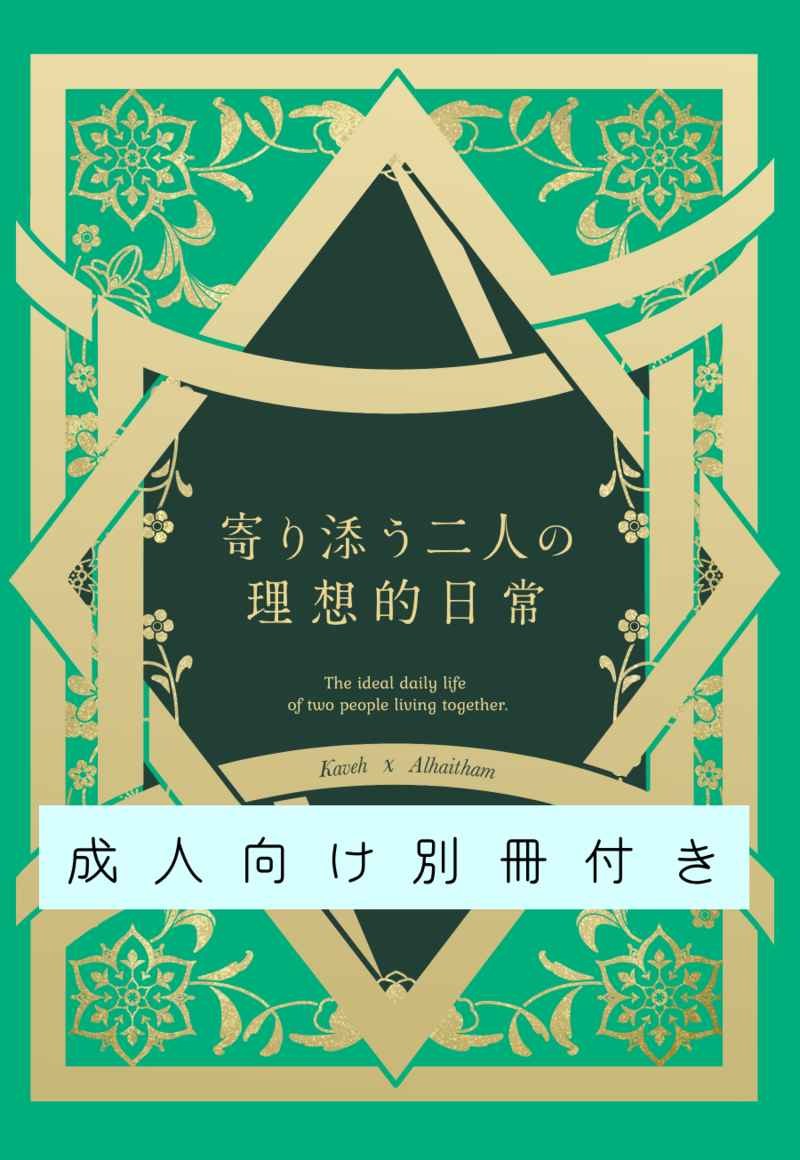 寄り添う二人の
理想的日常
The ideal daily life
of two people living together.
Kaveh x Alhaitham
成人向け別冊付き